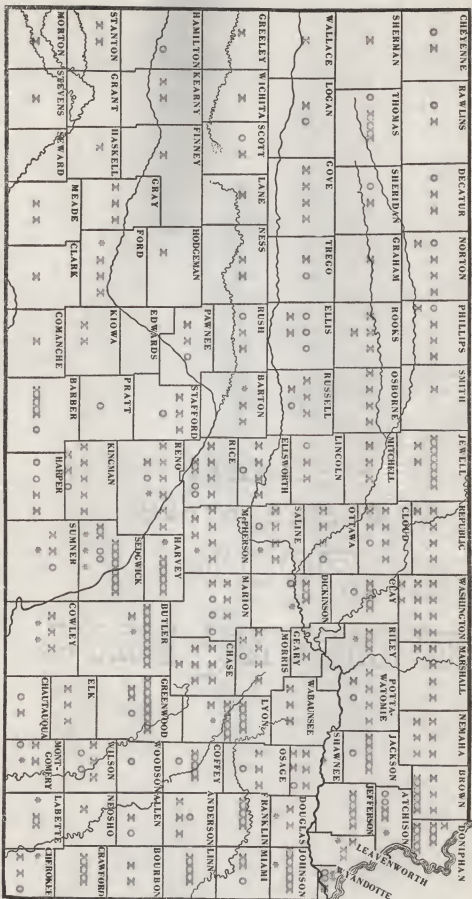 CHEYENNE
RAWLINS
DECATUR
NORTON
PHILLIPS
SMITH
JEWELL
REPUBLIC
WASHINGTON
MARSHALL
NEMAHA
BROWN
DONIPHAN
SHERMAN
THOMAS
SHERIDAN
GRAHAM
ROOKS
OSBORNE
MITCHELL
CLOUD
CLAY
RILEY
POTTA-
WATOMIE
JACKSON
ATCHISON
JEFFERSON
LEAVENWORTH
WYANDOTTE
WALLACE
LOGAN
GOVE
TREGO
ELLIS
RUSSELL
LINCOLN
OTTAWA
SALINE
DICKINSON
GEARY
MORRIS
WABAUNSEE
SHAWNEE
OSAGE
DOUGLAS
JOHNSON
GREELEY
WICHITA
SCOTT
LANE
NESS
RUSH
BARTON
ELLSWORTH
RICE
McPHERSON
MARION
CHASE
LYON
COFFEY
FRANKLIN
MIAMI
HAMILTON
KEARNY
FINNEY
HODGEMAN
PAWNEE
STAFFORD
RENO
HARVEY
BUTLER
GREENWOOD
WOODSON
ANDERSON
LINN
GRAY
FORD
EDWARDS
KIOWA
PRATT
KINGMAN
SEDGWICK
ELK
WILSON
ALLEN
NEOSHO
BOURBON
CRAWFORD
STANTON
GRANT
HASKELL
MORTON
STEVENS
SEWARD
MEADE
CLARK
COMANCHE
BARBER
HARPER
SUMNER
COWLEY
CHAUTAUQUA
MONT-
GOMERY
LABETTE
CHEROKEE